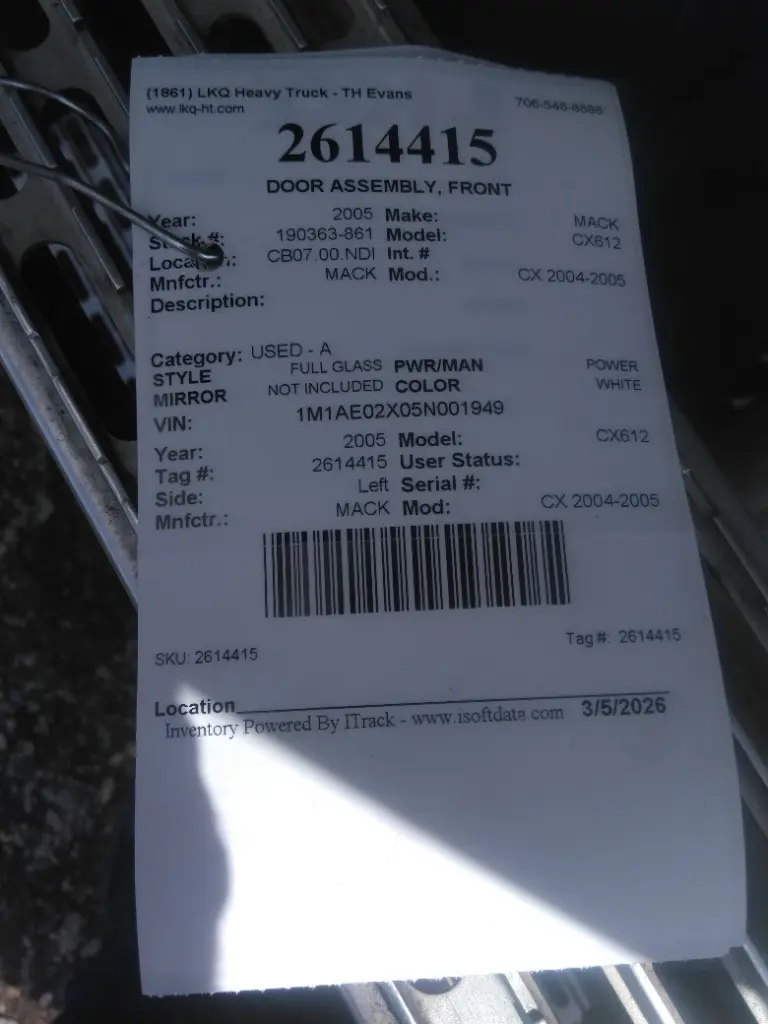 (1861) LKQ Heavy Truck - TH Evans
www.lkq-ht.com 706-548-8888
2614415
DOOR ASSEMBLY, FRONT
Year: 2005 Make: MACK
Stock #: 190363-861 Model: CX612
Location: CB07.00.NDI Int. #
Mnfctr.: MACK Mod.: CX 2004-2005
Description:
Category: USED - A
STYLE FULL GLASS PWR/MAN POWER
MIRROR NOT INCLUDED COLOR WHITE
VIN: 1M1AE02X05N001949
Year: 2005 Model: CX612
Tag #: 2614415 User Status:
Side: Left Serial #:
Mnfctr.: MACK Mod: CX 2004-2005
SKU: 2614415 Tag #: 2614415
Location 3/5/2026
Inventory Powered By ITrack - www.isoftdata.com